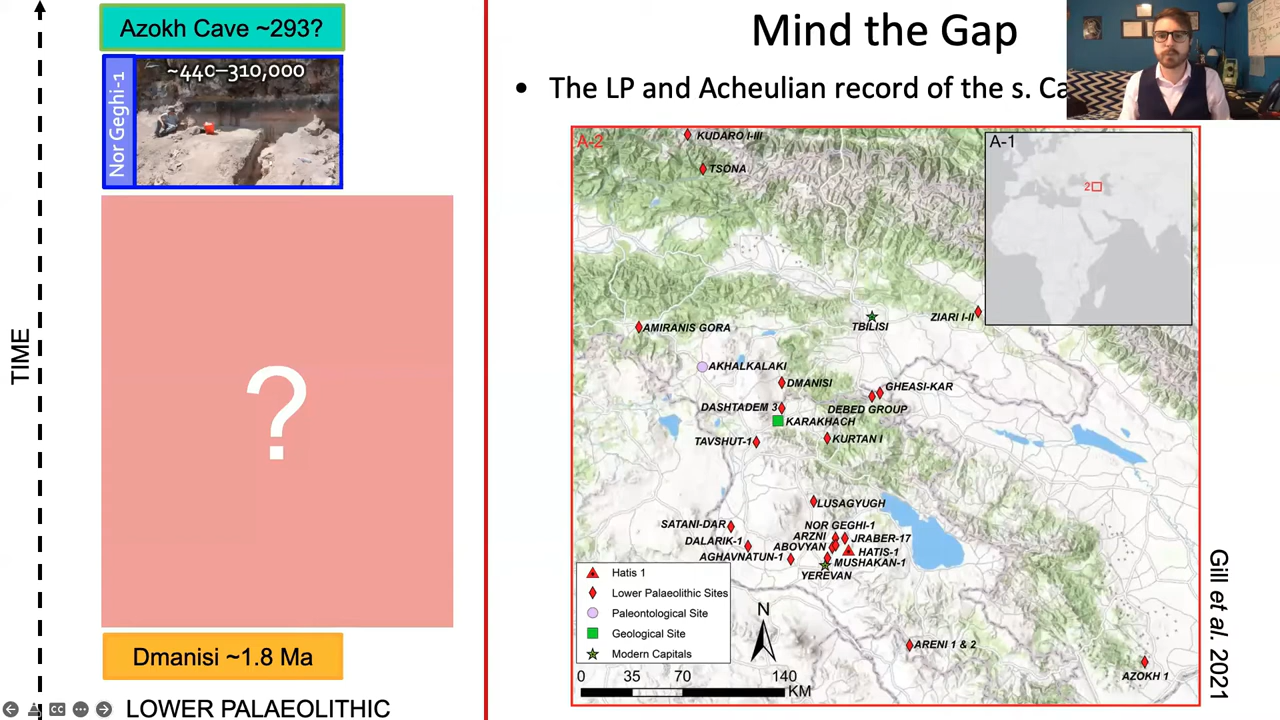 Azokh Cave ~293?
Nor Geghi-1
~440–310,000
TIME
?
Dmanisi ~1.8 Ma
LOWER PALAEOLITHIC
CC
Mind the Gap
• The LP and Acheulian record of the s. Ca
A-2
A-1
2
KUDARO I-III
TSONA
AMIRANIS GORA
TBILISI
ZIARI I-II
AKHALKALAKI
DMANISI
GHEASI-KAR
DASHTADEM 3
DEBED GROUP
KARAKHACH
TAVSHUT-1
KURTAN I
LUSAGYUGH
SATANI-DAR
NOR GEGHI-1
ARZNI
JRABER-17
DALARIK-1
ABOVYAN
HATIS-1
AGHAVNATUN-1
MUSHAKAN-1
YEREVAN
ARENI 1 & 2
AZOKH 1
Hatis 1
Lower Palaeolithic Sites
Paleontological Site
Geological Site
Modern Capitals
N
0 35 70 140
KM
Gill et al. 2021